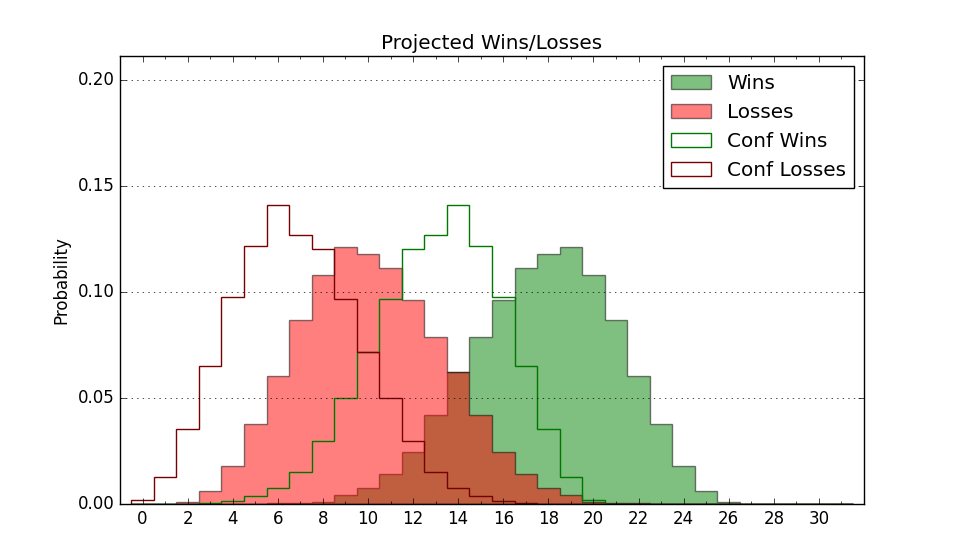 Projected Wins/Losses
0.20
0.15
0.10
0.05
0.00
Probability
Wins
Losses
Conf Wins
Conf Losses
0 2 4 6 8 10 12 14 16 18 20 22 24 26 28 30